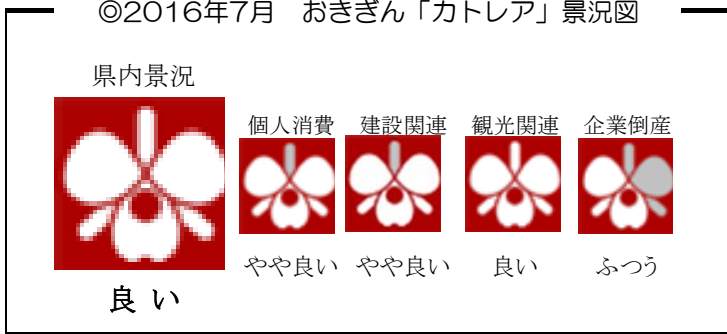 ◎2016年7月　おきぎん「カトレア」景況図
県内景況
個人消費　建設関連　観光関連　企業倒産
やや良い　やや良い　良い　ふつう
良 い